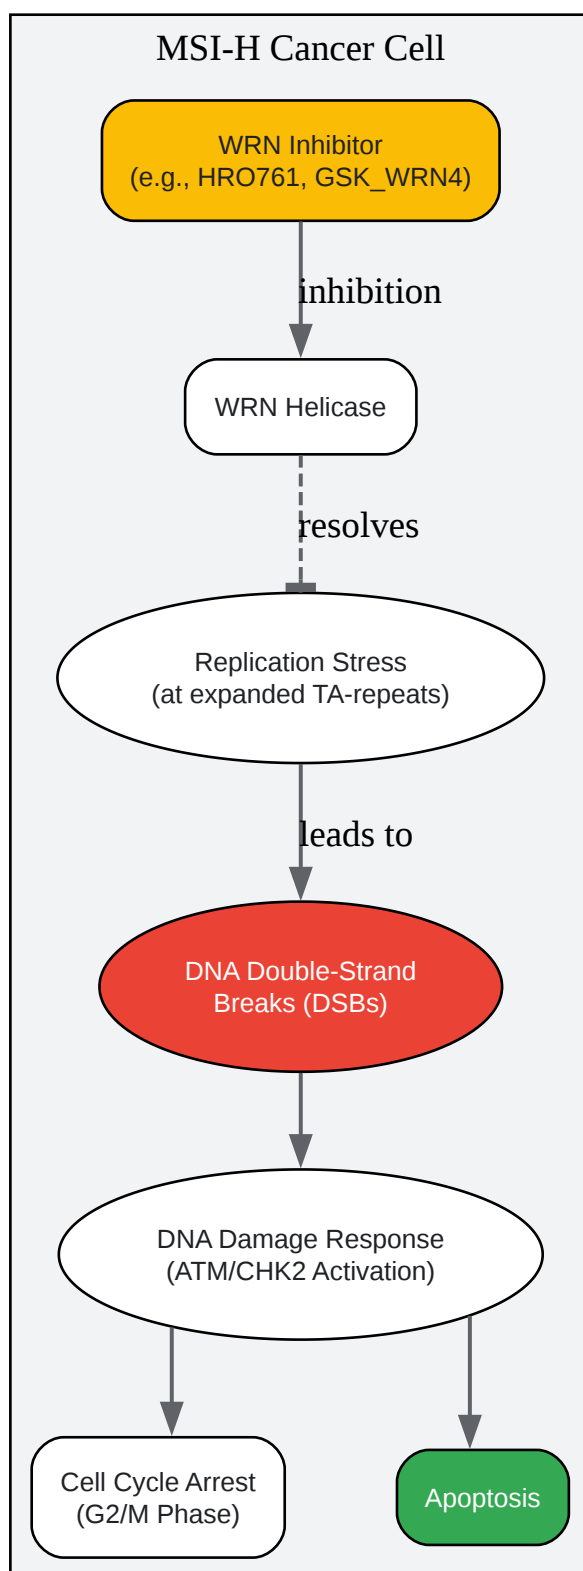 MSI-H Cancer Cell
WRN Inhibitor
(e.g., HRO761, GSK_WRN4)
inhibition
WRN Helicase
resolves
Replication Stress
(at expanded TA-repeats)
leads to
DNA Double-Strand
Breaks (DSBs)
DNA Damage Response
(ATM/CHK2 Activation)
Cell Cycle Arrest
(G2/M Phase)
Apoptosis